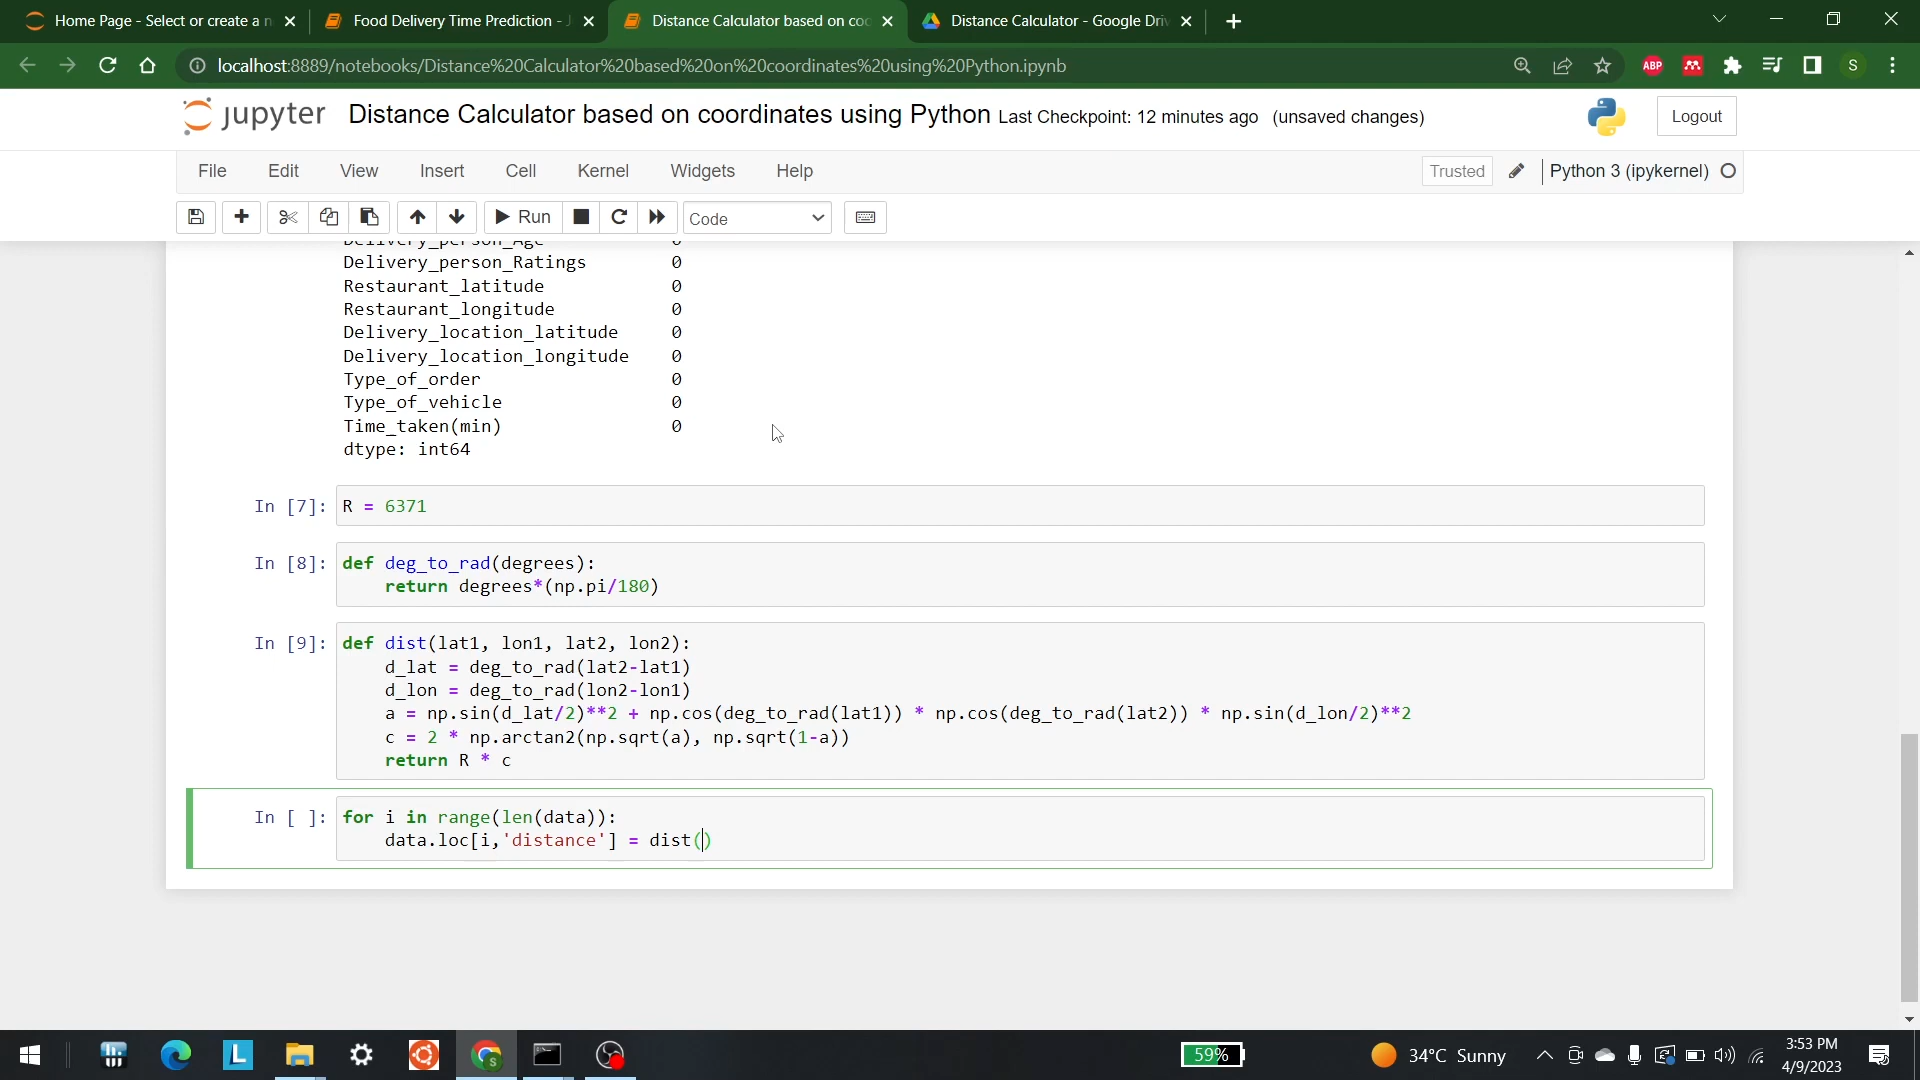 Home Page - Select or create a n
Food Delivery Time Prediction - J
Distance Calculator based on coo
Distance Calculator - Google Driv
localhost:8889/notebooks/Distance%20Calculator%20based%20on%20coordinates%20using%20Python.ipynb
ABP
S
jupyter
Distance Calculator based on coordinates using Python Last Checkpoint: 12 minutes ago (unsaved changes)
Logout
File Edit View Insert Cell Kernel Widgets Help
Trusted
Python 3 (ipykernel)
Run
Code
Delivery_person_Age 0
Delivery_person_Ratings 0
Restaurant_latitude 0
Restaurant_longitude 0
Delivery_location_latitude 0
Delivery_location_longitude 0
Type_of_order 0
Type_of_vehicle 0
Time_taken(min) 0
dtype: int64
In [7]: R = 6371
In [8]: def deg_to_rad(degrees):
return degrees*(np.pi/180)
In [9]: def dist(lat1, lon1, lat2, lon2):
d_lat = deg_to_rad(lat2-lat1)
d_lon = deg_to_rad(lon2-lon1)
a = np.sin(d_lat/2)**2 + np.cos(deg_to_rad(lat1)) * np.cos(deg_to_rad(lat2)) * np.sin(d_lon/2)**2
c = 2 * np.arctan2(np.sqrt(a), np.sqrt(1-a))
return R * c
In [ ]: for i in range(len(data)):
data.loc[i,'distance'] = dist()
L
S
59%
34°C Sunny
3:53 PM
4/9/2023